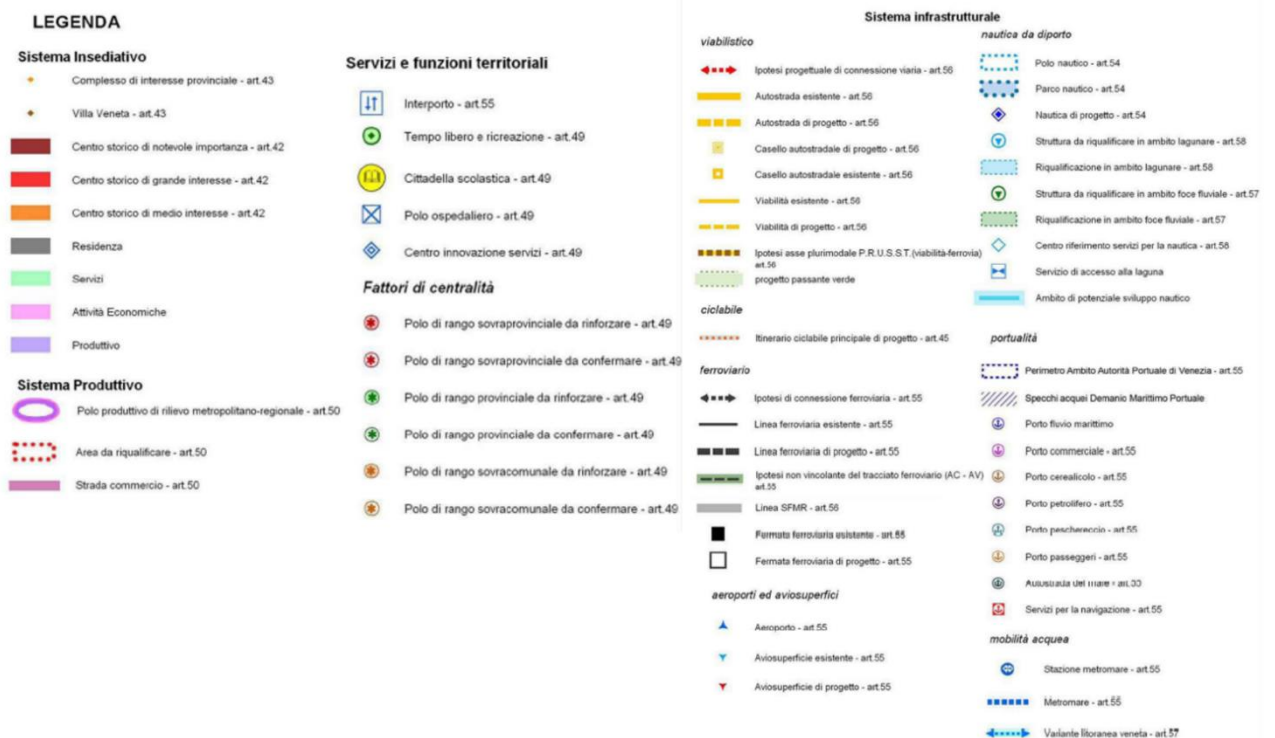 LEGENDA
Sistema Insediativo
Complesso di interesse provinciale - art.43
Villa Veneta - art.43
Centro storico di notevole importanza - art.42
Centro storico di grande interesse - art.42
Centro storico di medio interesse - art.42
Residenza
Servizi
Attività Economiche
Produttivo
Sistema Produttivo
Polo produttivo di rilievo metropolitano-regionale - art.50
Area da riqualificare - art.50
Strada commercio - art.50
Servizi e funzioni territoriali
Interporto - art.55
Tempo libero e ricreazione - art.49
Cittadella scolastica - art.49
Polo ospedaliero - art.49
Centro innovazione servizi - art.49
Fattori di centralità
Polo di rango sovraprovinciale da rinforzare - art.49
Polo di rango sovraprovinciale da confermare - art.49
Polo di rango provinciale da rinforzare - art.49
Polo di rango provinciale da confermare - art.49
Polo di rango sovracomunale da rinforzare - art.49
Polo di rango sovracomunale da confermare - art.49
Sistema infrastrutturale
viabilistico
Ipotesi progettuale di connessione viaria - art.56
Autostrada esistente - art.56
Autostrada di progetto - art.56
Casello autostradale di progetto - art.56
Casello autostradale esistente - art.56
Viabilità esistente - art.56
Viabilità di progetto - art.56
Ipotesi asse plurimodale P.R.U.S.S.T.(viabilità-ferrovia)
art.56
progetto passante verde
ciclabile
Itinerario ciclabile principale di progetto - art.45
ferroviario
Ipotesi di connessione ferroviaria - art.55
Linea ferroviaria esistente - art.55
Linea ferroviaria di progetto - art.55
Ipotesi non vincolante del tracciato ferroviario (AC - AV)
art.55
Linea SFMR - art.56
Fermata ferroviaria esistente - art.55
Fermata ferroviaria di progetto - art.55
aeroporti ed aviosuperfici
Aeroporto - art.55
Aviosuperficie esistente - art.55
Aviosuperficie di progetto - art.55
nautica da diporto
Polo nautico - art.54
Parco nautico - art.54
Nautica di progetto - art.54
Struttura da riqualificare in ambito lagunare - art.58
Riqualificazione in ambito lagunare - art.58
Struttura da riqualificare in ambito foce fluviale - art.57
Riqualificazione in ambito foce fluviale - art.57
Centro riferimento servizi per la nautica - art.58
Servizio di accesso alla laguna
Ambito di potenziale sviluppo nautico
portualità
Perimetro Ambito Autorità Portuale di Venezia - art.55
Specchi acquei Demanio Marittimo Portuale
Porto fluvio marittimo
Porto commerciale - art.55
Porto cerealicolo - art.55
Porto petrolifero - art.55
Porto peschereccio - art.55
Porto passeggeri - art.55
Autostrada del mare - art.55
Servizi per la navigazione - art.55
mobilità acquea
Stazione metromare - art.55
Metromare - art.55
Variante litoranea veneta - art.57